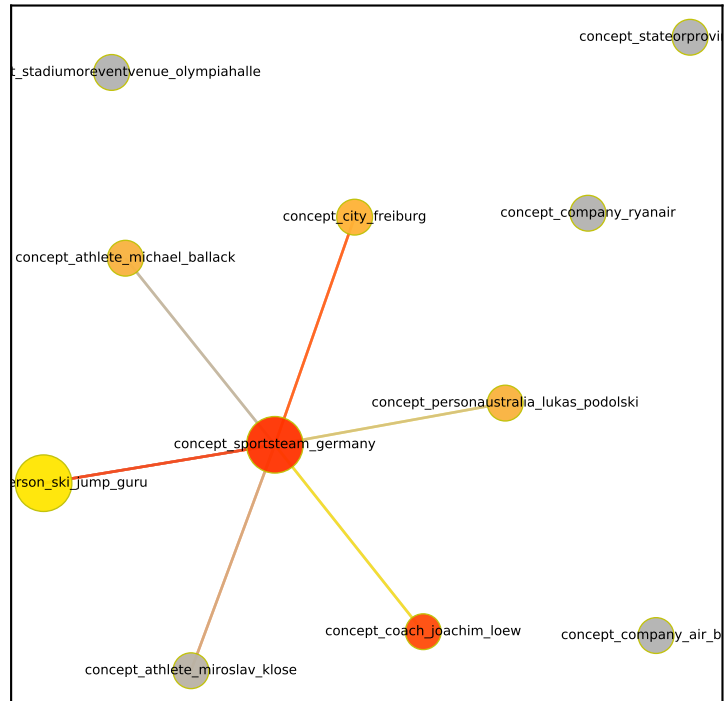 concept_stateorprovi
t_stadiumoreventvenue_olympiahalle
concept_company_ryanair
concept_city_freiburg
concept_athlete_michael_ballack
concept_personaustralia_lukas_podolski
concept_sportsteam_germany
erson_ski_jump_guru
concept_coach_joachim_loew
concept_company_air_b
concept_athlete_miroslav_klose